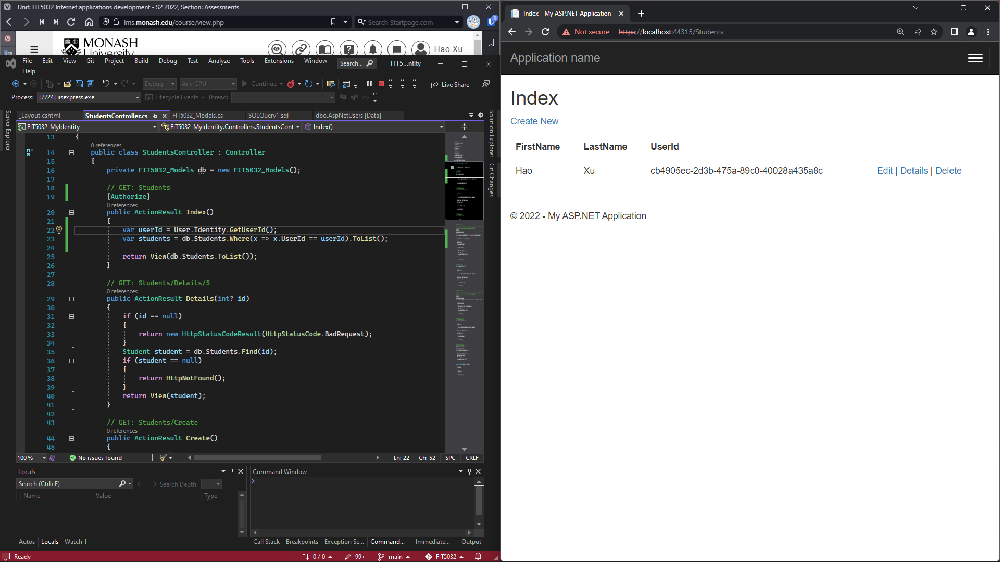 Unit: FIT5032 Internet applications development - S2 2022, Section: Assessments
lms.monash.edu/course/view.php
Search Startpage.com
1
MONASH
University
Hao Xu
File Edit View Git Project Build Debug Test Analyze Tools Extensions Window Help
Search...
FIT5...ntity
Debug
Any CPU
Continue
Live Share
Process: [7724] iisexpress.exe
Lifecycle Events
Thread:
Server Explorer
Solution Explorer
Git Changes
_Layout.cshtml
StudentsController.cs
FIT5032_Models.cs
SQLQuery1.sql
dbo.AspNetUsers [Data]
FIT5032_MyIdentity
FIT5032_MyIdentity.Controllers.StudentsCont
Index()
13 {
0 references
14 public class StudentsController : Controller
15 {
16 private FIT5032_Models db = new FIT5032_Models();
17
18 // GET: Students
19 [Authorize]
0 references
20 public ActionResult Index()
21 {
22 var userId = User.Identity.GetUserId();
23 var students = db.Students.Where(x => x.UserId == userId).ToList();
24
25 return View(db.Students.ToList());
26 }
27
28 // GET: Students/Details/5
0 references
29 public ActionResult Details(int? id)
30 {
31 if (id == null)
32 {
33 return new HttpStatusCodeResult(HttpStatusCode.BadRequest);
34 }
35 Student student = db.Students.Find(id);
36 if (student == null)
37 {
38 return HttpNotFound();
39 }
40 return View(student);
41 }
42
43 // GET: Students/Create
0 references
44 public ActionResult Create()
45 {
100 %
No issues found
Ln: 22 Ch: 52 SPC CRLF
Locals
Search (Ctrl+E)
Search Depth:
Name Value Type
Autos Locals Watch 1
Command Window
>
Call Stack Breakpoints Exception Se... Command... Immediate... Output
Ready
0 / 0
99+
main
FIT5032
Index - My ASP.NET Application
Not secure https://localhost:44315/Students
Application name
Index
Create New
FirstName LastName UserId
Hao Xu cb4905ec-2d3b-475a-89c0-40028a435a8c Edit | Details | Delete
© 2022 - My ASP.NET Application